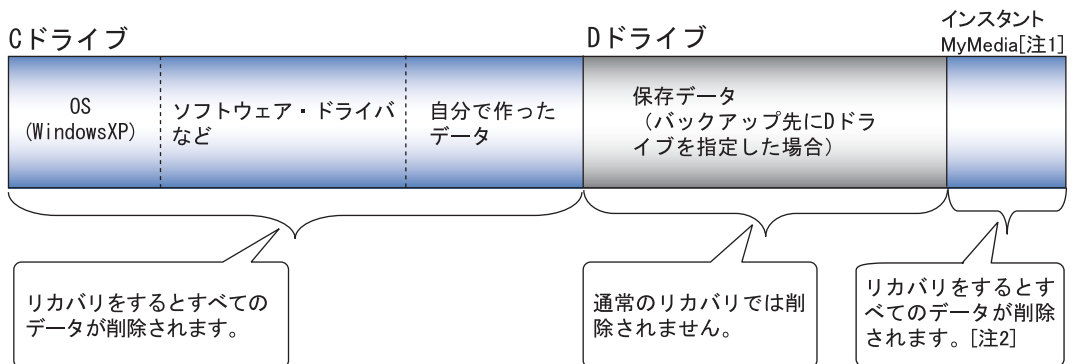 Cドライブ
Dドライブ
インスタント
MyMedia[注1]
OS
(WindowsXP)
ソフトウェア・ドライバ
など
自分で作った
データ
保存データ
（バックアップ先にDドラ
イブを指定した場合）
リカバリをするとすべての
データが削除されます。
通常のリカバリでは削
除されません。
リカバリをするとす
べてのデータが削除
されます。[注2]